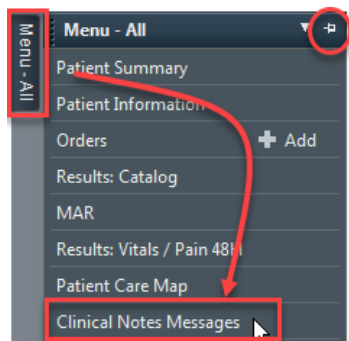 Menu - All
Menu - All
Patient Summary
Patient Information
Orders
Add
Results: Catalog
MAR
Results: Vitals / Pain 48H
Patient Care Map
Clinical Notes Messages